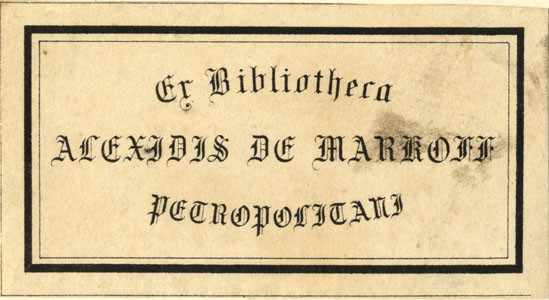 Ex Bibliotheca
ALEXIDIS DE MARKOFF
PETROPOLITANI